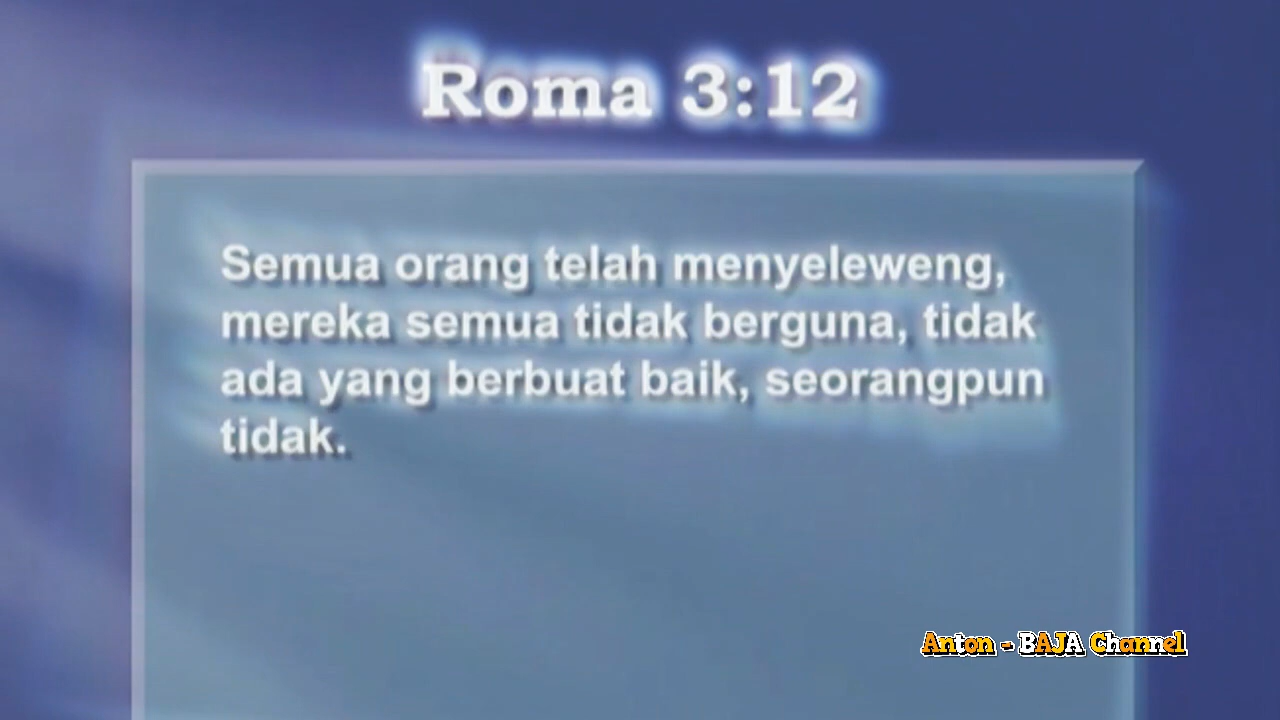 Roma 3:12
Semua orang telah menyeleweng,
mereka semua tidak berguna, tidak
ada yang berbuat baik, seorangpun
tidak.
Anton - BAJA Channel